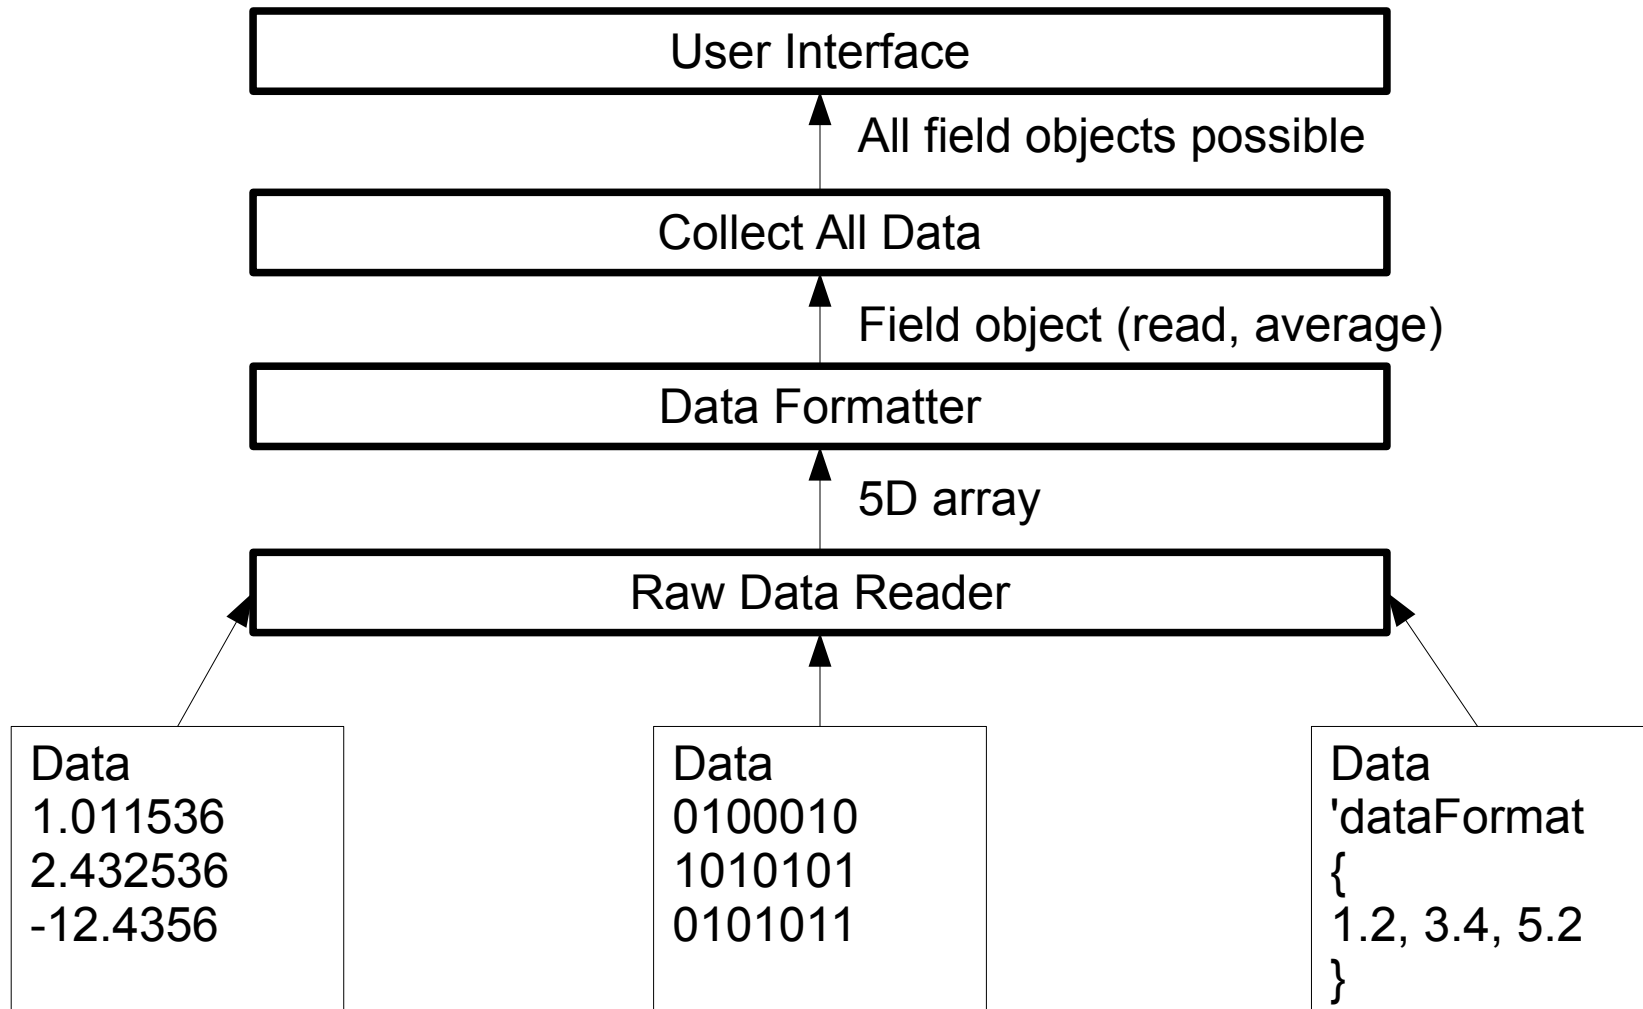 User Interface
All field objects possible
Collect All Data
Field object (read, average)
Data Formatter
5D array
Raw Data Reader
Data
1.011536
2.432536
-12.4356
Data
0100010
1010101
0101011
Data
'dataFormat
{
1.2, 3.4, 5.2
}